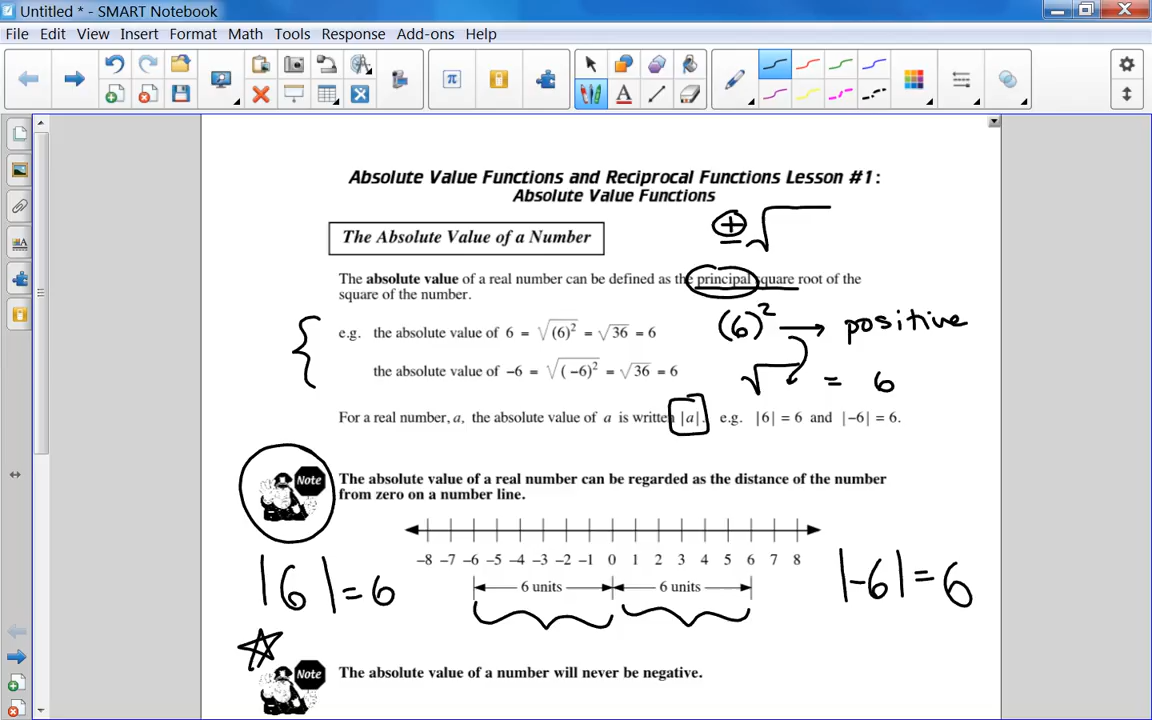 Untitled * - SMART Notebook
File Edit View Insert Format Math Tools Response Add-ons Help
Absolute Value Functions and Reciprocal Functions Lesson #1:
Absolute Value Functions
± √
The Absolute Value of a Number
The absolute value of a real number can be defined as the principal square root of the
square of the number.
(6)² → positive
e.g. the absolute value of 6 = √(6)² = √36 = 6
the absolute value of −6 = √(−6)² = √36 = 6
√ = 6
For a real number, a, the absolute value of a is written |a|. e.g. |6| = 6 and |−6| = 6.
Note
The absolute value of a real number can be regarded as the distance of the number
from zero on a number line.
-8 -7 -6 -5 -4 -3 -2 -1 0 1 2 3 4 5 6 7 8
6 units 6 units
|6| = 6
|-6| = 6
Note
The absolute value of a number will never be negative.